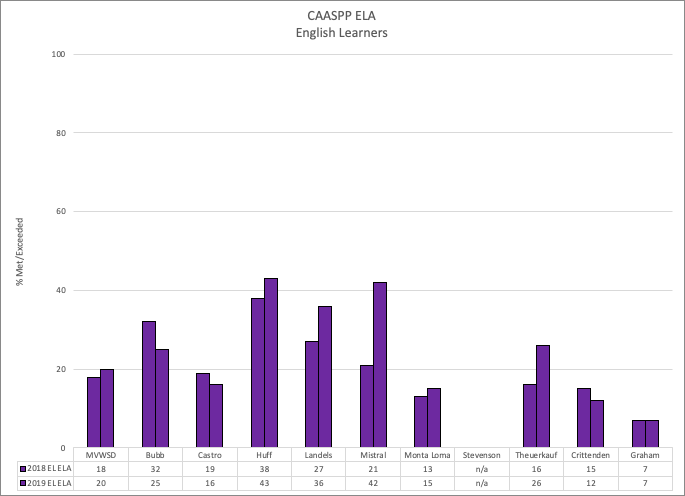 CAASPP ELA
English Learners
100
80
60
40
20
0
% Met/Exceeded
MVWSD Bubb Castro Huff Landels Mistral Monta Loma Stevenson Theuerkauf Crittenden Graham
2018 EL ELA 18 32 19 38 27 21 13 n/a 16 15 7
2019 EL ELA 20 25 16 43 36 42 15 n/a 26 12 7